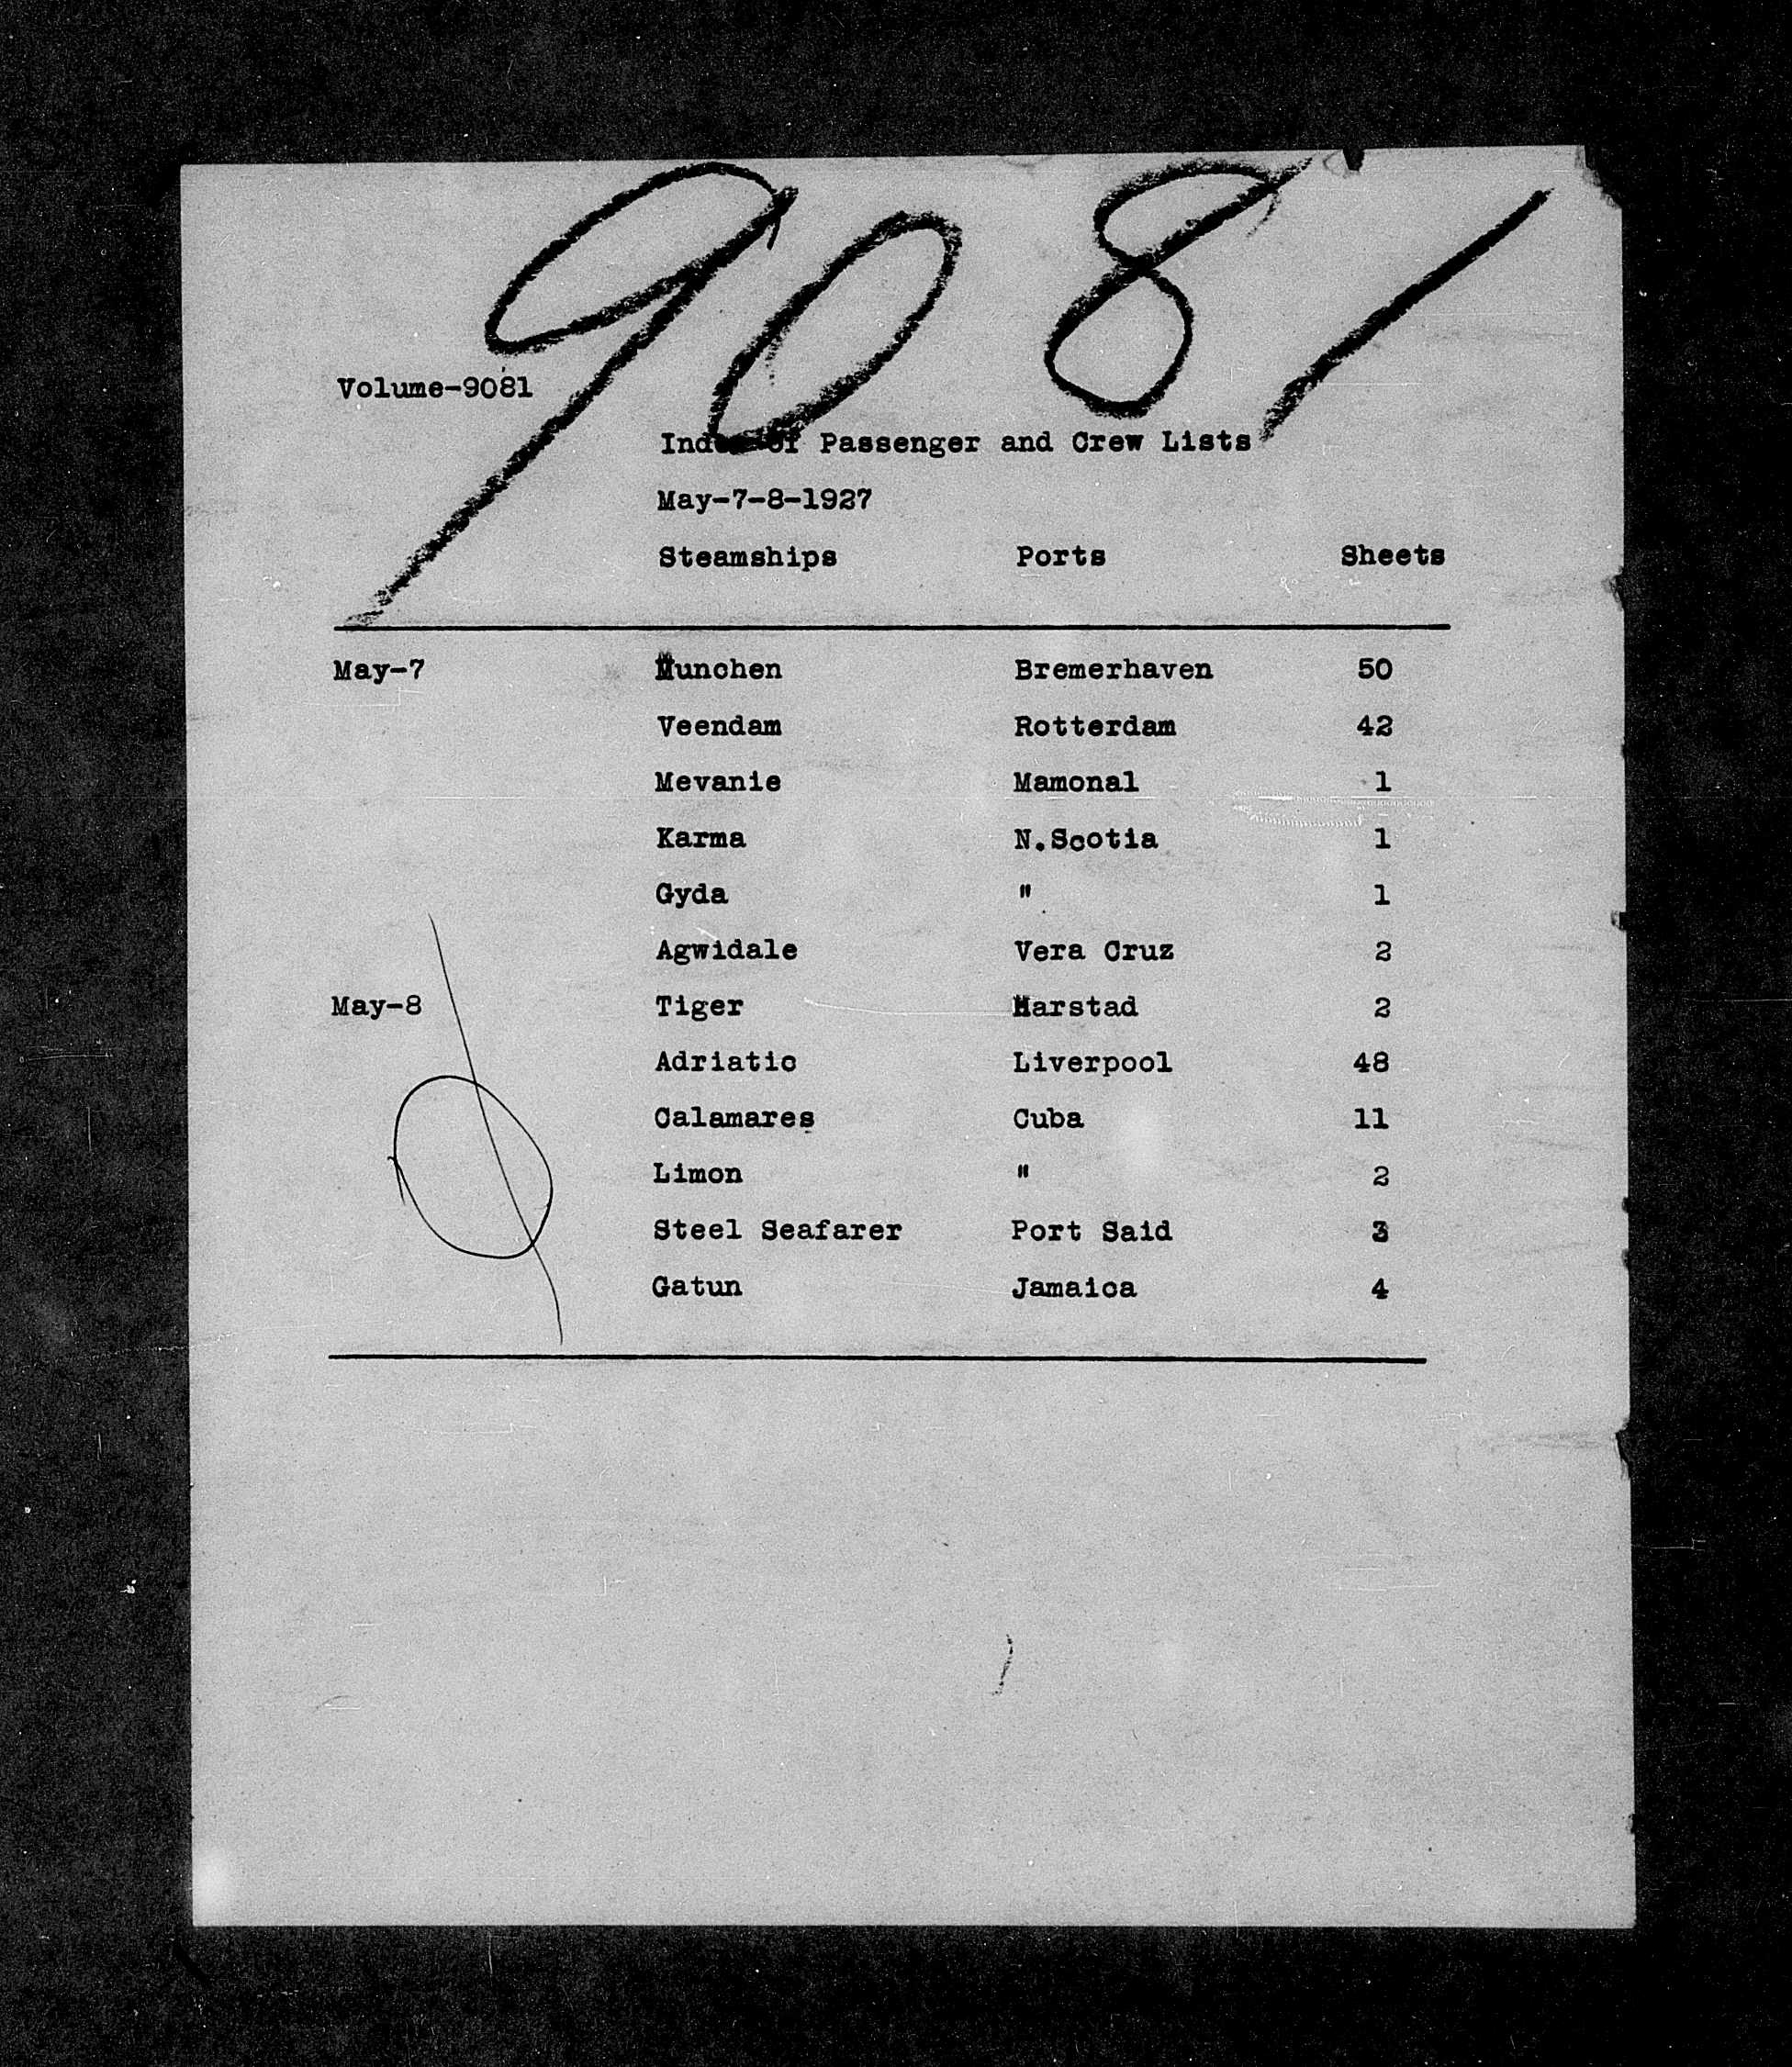 9081
Volume-9081
Index of Passenger and Crew Lists
May-7-8-1927
Steamships Ports Sheets
May-7 Munchen Bremerhaven 50
Veendam Rotterdam 42
Mevanie Mamonal 1
Karma N.Scotia 1
Gyda " 1
Agwidale Vera Cruz 2
May-8 Tiger Harstad 2
Adriatic Liverpool 48
Calamares Cuba 11
Limon " 2
Steel Seafarer Port Said 3
Gatun Jamaica 4